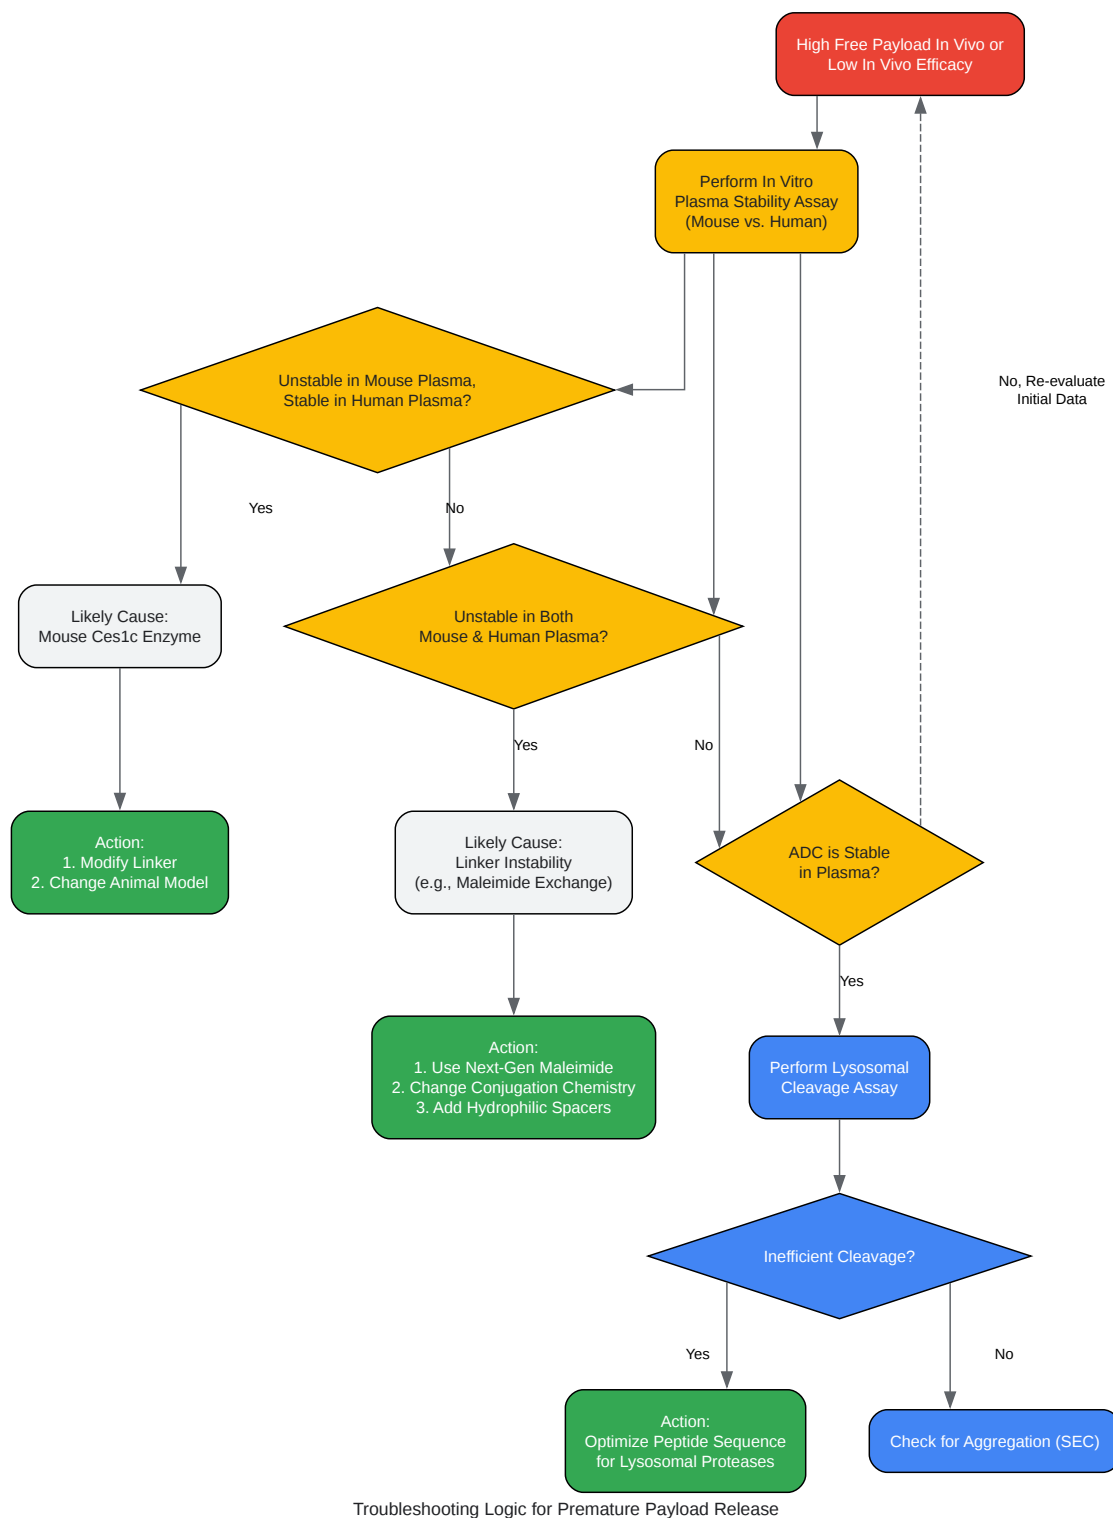 High Free Payload In Vivo or
Low In Vivo Efficacy
Perform In Vitro
Plasma Stability Assay
(Mouse vs. Human)
Unstable in Mouse Plasma,
Stable in Human Plasma?
No, Re-evaluate
Initial Data
Yes
No
Likely Cause:
Mouse Ces1c Enzyme
Unstable in Both
Mouse & Human Plasma?
Yes
No
Action:
1. Modify Linker
2. Change Animal Model
Likely Cause:
Linker Instability
(e.g., Maleimide Exchange)
ADC is Stable
in Plasma?
Yes
Action:
1. Use Next-Gen Maleimide
2. Change Conjugation Chemistry
3. Add Hydrophilic Spacers
Perform Lysosomal
Cleavage Assay
Inefficient Cleavage?
Yes
No
Action:
Optimize Peptide Sequence
for Lysosomal Proteases
Check for Aggregation (SEC)
Troubleshooting Logic for Premature Payload Release